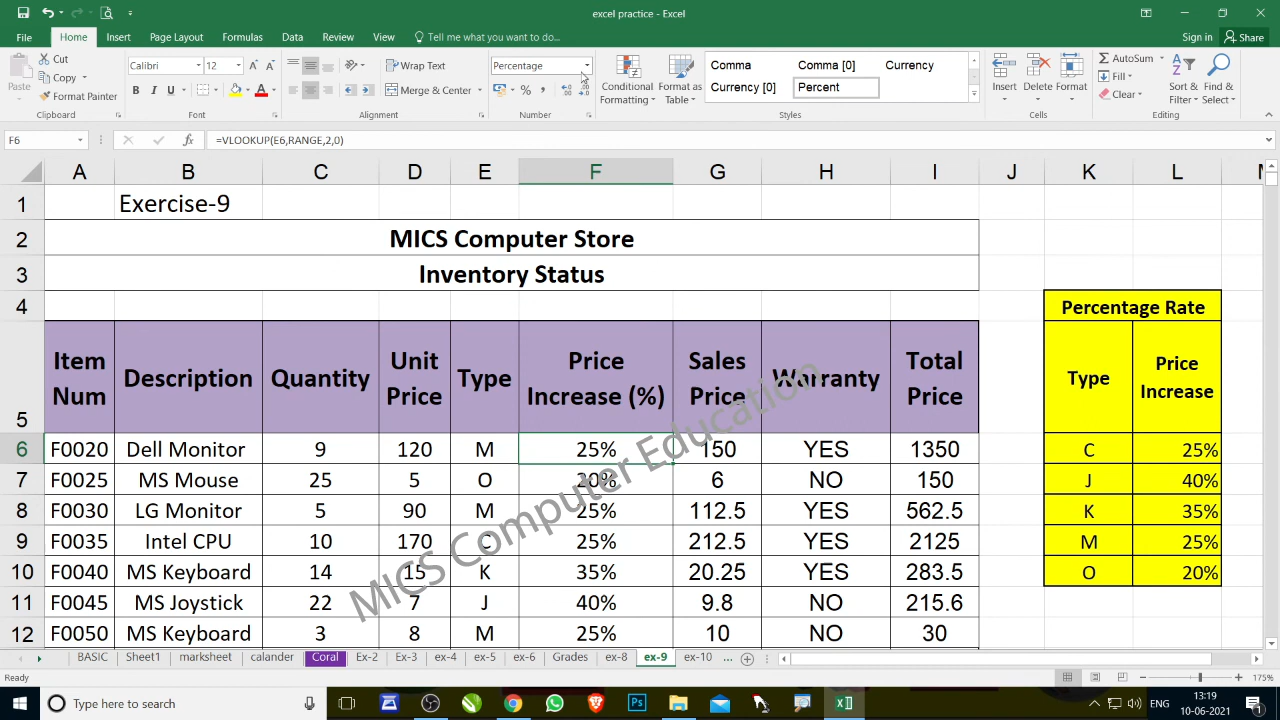 excel practice - Excel
Sign in
Share
File Home Insert Page Layout Formulas Data Review View Tell me what you want to do...
Paste
Cut
Copy
Format Painter
Clipboard
Calibri 12
B I U A
Font
Wrap Text
Merge & Center
Alignment
Percentage
%
Number
Conditional Formatting
Format as Table
Comma Comma [0] Currency
Currency [0] Percent
Styles
Insert Delete Format
Cells
AutoSum
Fill
Clear
Sort & Filter
Find & Select
Editing
F6 fx =VLOOKUP(E6,RANGE,2,0)
A B C D E F G H I J K L M
1 Exercise-9
2 MICS Computer Store
3 Inventory Status
4 Percentage Rate
5 Item Num Description Quantity Unit Price Type Price Increase (%) Sales Price Warranty Total Price Type Price Increase
6 F0020 Dell Monitor 9 120 M 25% 150 YES 1350 C 25%
7 F0025 MS Mouse 25 5 O 20% 6 NO 150 J 40%
8 F0030 LG Monitor 5 90 M 25% 112.5 YES 562.5 K 35%
9 F0035 Intel CPU 10 170 C 25% 212.5 YES 2125 M 25%
10 F0040 MS Keyboard 14 15 K 35% 20.25 YES 283.5 O 20%
11 F0045 MS Joystick 22 7 J 40% 9.8 NO 215.6
12 F0050 MS Keyboard 3 8 M 25% 10 NO 30
MICS Computer Education
BASIC Sheet1 marksheet calander Coral Ex-2 Ex-3 ex-4 ex-5 ex-6 Grades ex-8 ex-9 ex-10 ...
Ready
175%
Type here to search
ENG
13:19
10-06-2021